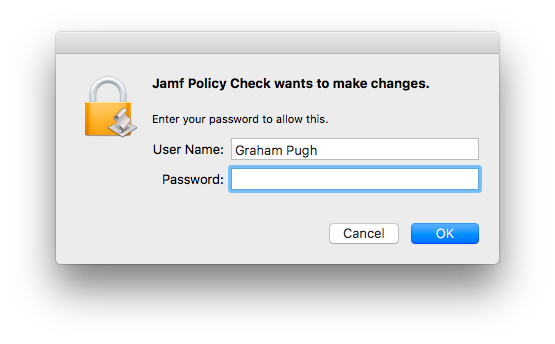 Jamf Policy Check wants to make changes.
Enter your password to allow this.
User Name: Graham Pugh
Password:
Cancel OK